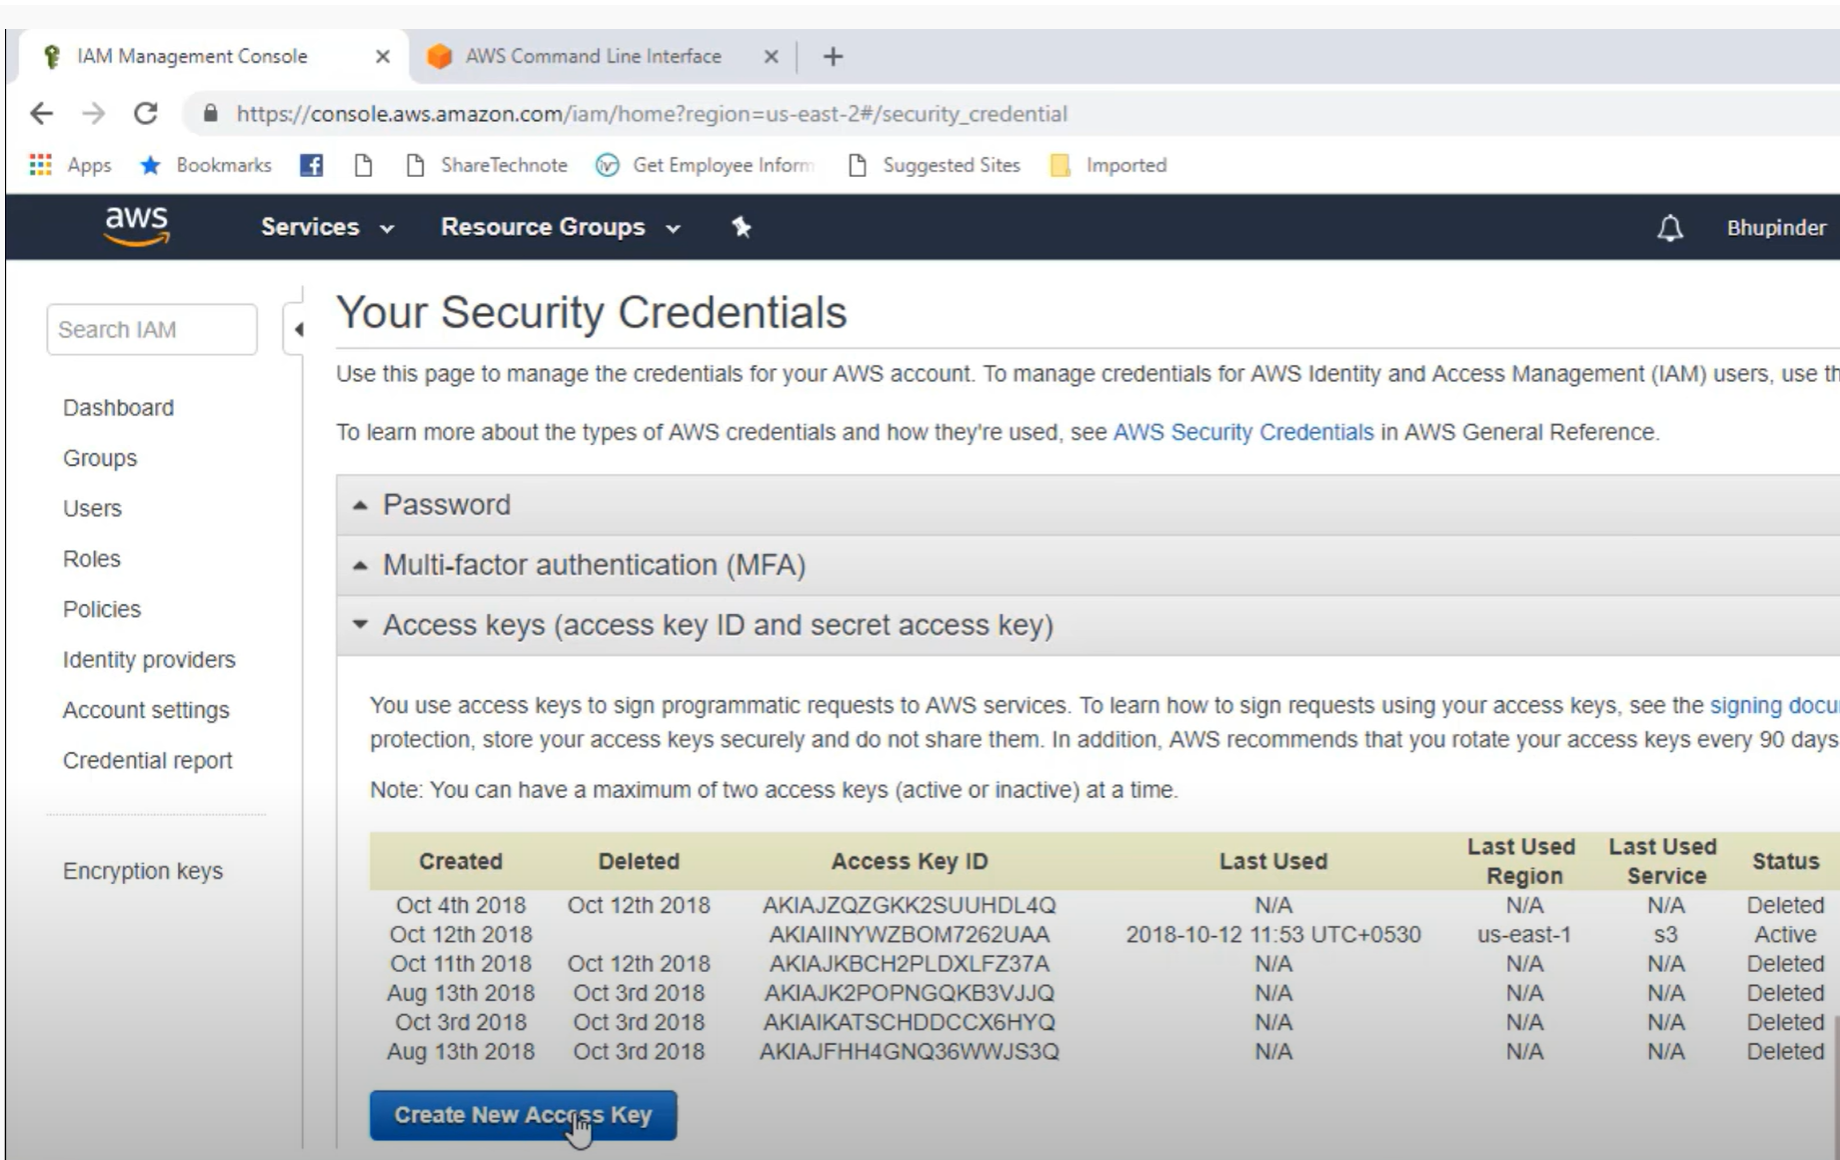 IAM Management Console
AWS Command Line Interface
https://console.aws.amazon.com/iam/home?region=us-east-2#/security_credential
Apps
Bookmarks
ShareTechnote
Get Employee Inform
Suggested Sites
Imported
aws
Services
Resource Groups
Bhupinder
Search IAM
Dashboard
Groups
Users
Roles
Policies
Identity providers
Account settings
Credential report
Encryption keys
Your Security Credentials
Use this page to manage the credentials for your AWS account. To manage credentials for AWS Identity and Access Management (IAM) users, use th
To learn more about the types of AWS credentials and how they're used, see AWS Security Credentials in AWS General Reference.
Password
Multi-factor authentication (MFA)
Access keys (access key ID and secret access key)
You use access keys to sign programmatic requests to AWS services. To learn how to sign requests using your access keys, see the signing docu
protection, store your access keys securely and do not share them. In addition, AWS recommends that you rotate your access keys every 90 days
Note: You can have a maximum of two access keys (active or inactive) at a time.
Created Deleted Access Key ID Last Used Last Used Region Last Used Service Status
Oct 4th 2018 Oct 12th 2018 AKIAJZQZGKK2SUUHDL4Q N/A N/A N/A Deleted
Oct 12th 2018 AKIAIINYWZBOM7262UAA 2018-10-12 11:53 UTC+0530 us-east-1 s3 Active
Oct 11th 2018 Oct 12th 2018 AKIAJKBCH2PLDXLFZ37A N/A N/A N/A Deleted
Aug 13th 2018 Oct 3rd 2018 AKIAJK2POPNGQKB3VJJQ N/A N/A N/A Deleted
Oct 3rd 2018 Oct 3rd 2018 AKIAIKATSCHDDCCX6HYQ N/A N/A N/A Deleted
Aug 13th 2018 Oct 3rd 2018 AKIAJFHH4GNQ36WWJS3Q N/A N/A N/A Deleted
Create New Access Key